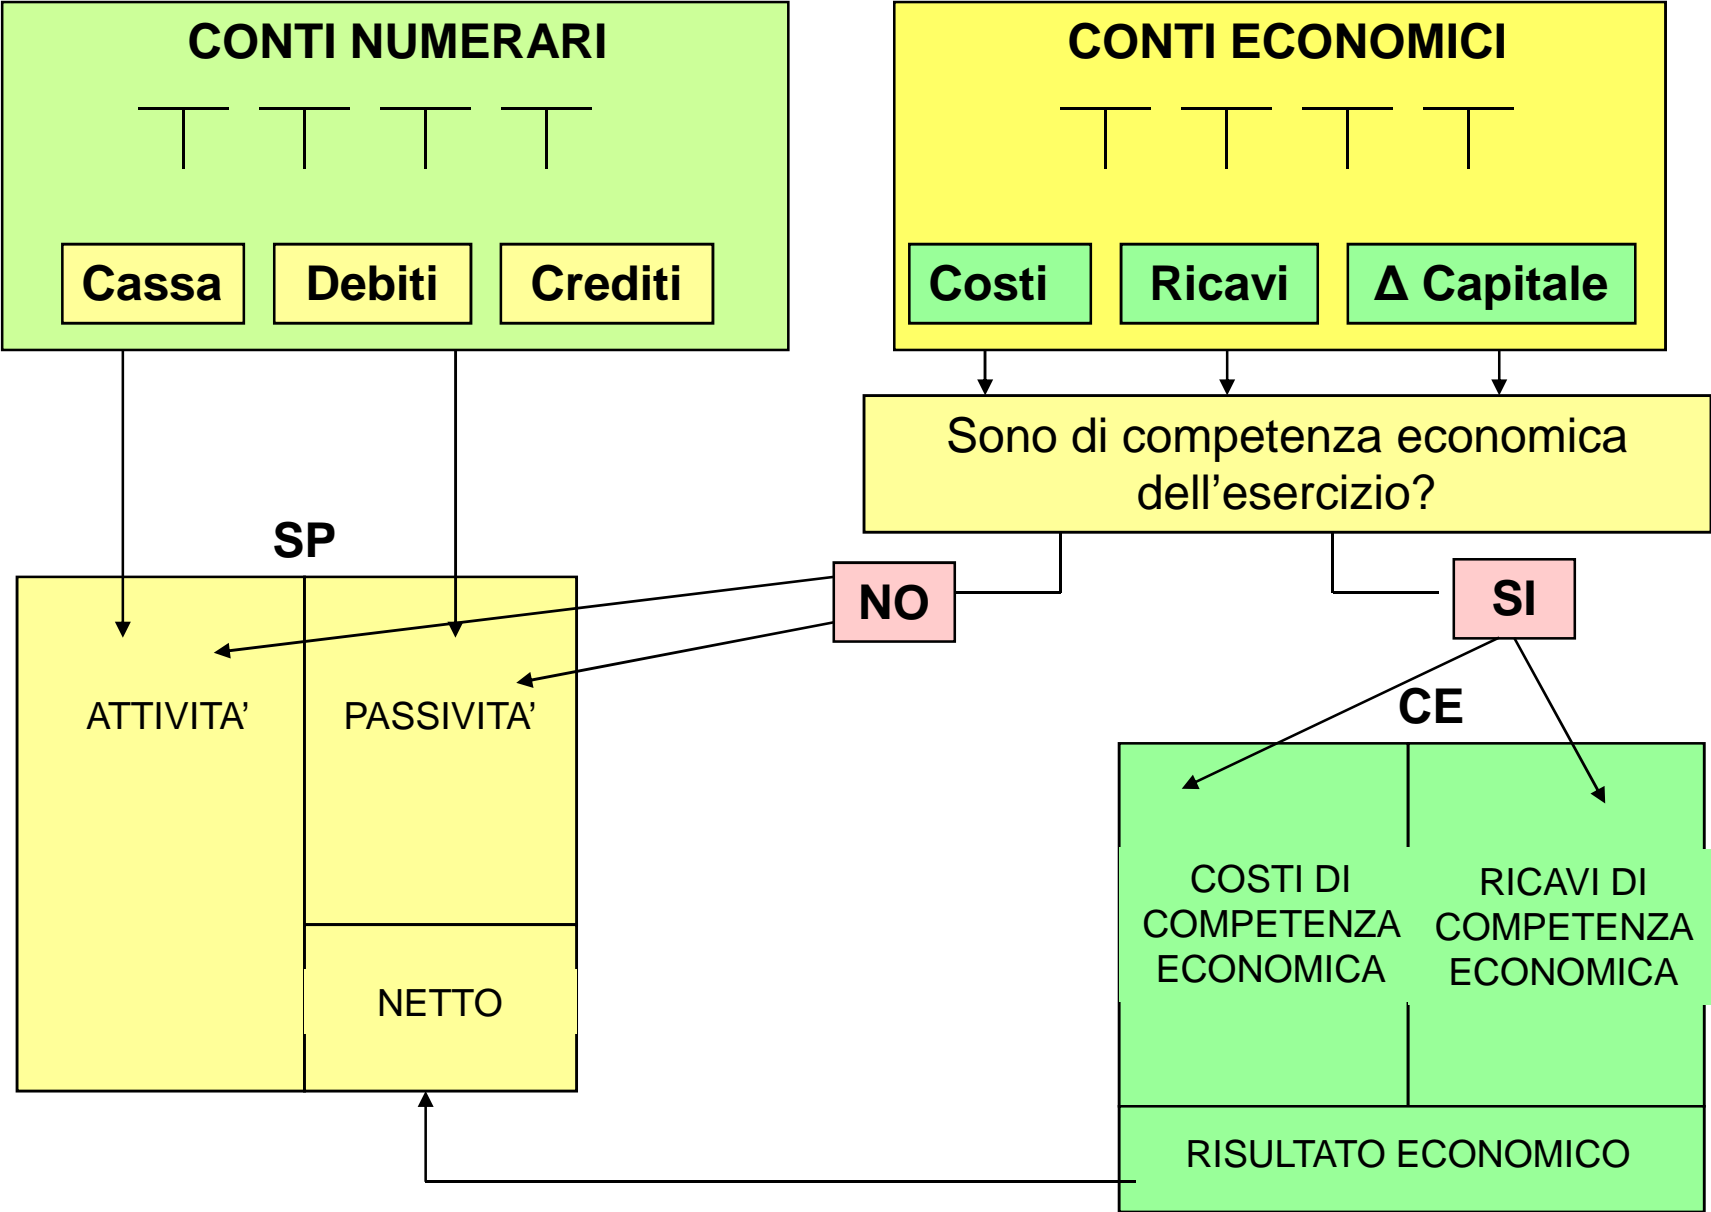 CONTI NUMERARI
Cassa
Debiti
Crediti
CONTI ECONOMICI
Costi
Ricavi
Δ Capitale
Sono di competenza economica
dell’esercizio?
NO
SI
SP
ATTIVITA’
PASSIVITA’
NETTO
CE
COSTI DI
COMPETENZA
ECONOMICA
RICAVI DI
COMPETENZA
ECONOMICA
RISULTATO ECONOMICO